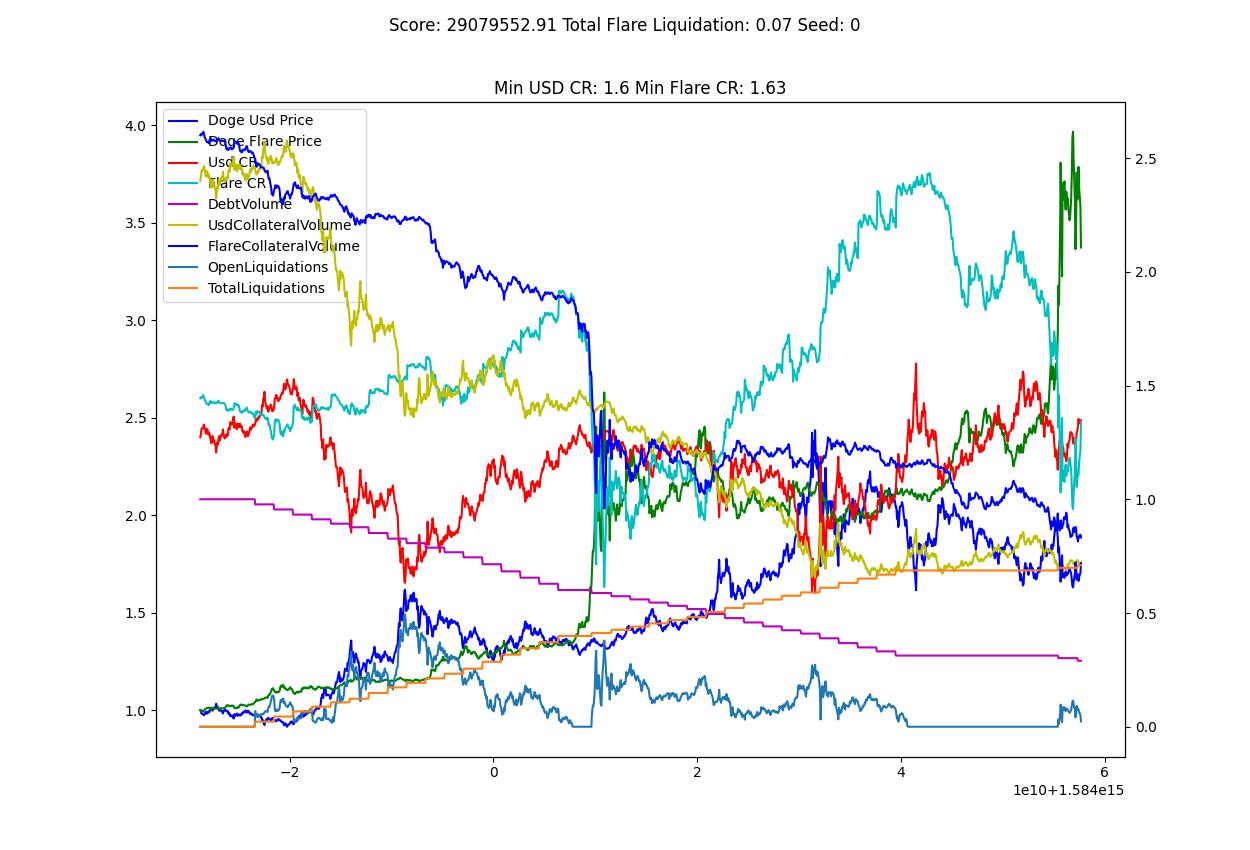 Score: 29079552.91 Total Flare Liquidation: 0.07 Seed: 0
Min USD CR: 1.6 Min Flare CR: 1.63
Doge Usd Price
Doge Flare Price
Usd CR
Flare CR
DebtVolume
UsdCollateralVolume
FlareCollateralVolume
OpenLiquidations
TotalLiquidations
4.0
3.5
3.0
2.5
2.0
1.5
1.0
2.5
2.0
1.5
1.0
0.5
0.0
−2 0 2 4 6
1e10+1.584e15